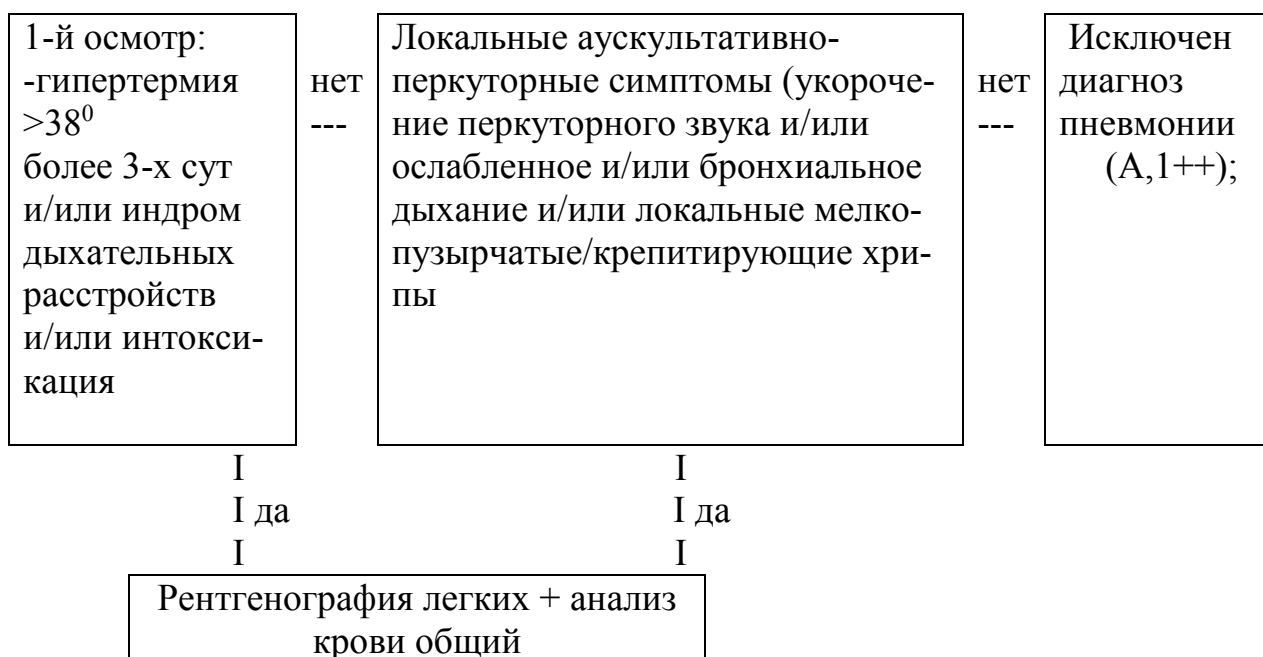 1-й осмотр:
-гипертермия
>38⁰
более 3-х сут
и/или индром
дыхательных
расстройств
и/или интокси-
кация
нет
---
Локальные аускультативно-
перкуторные симптомы (укороче-
ние перкуторного звука и/или
ослабленное и/или бронхиальное
дыхание и/или локальные мелко-
пузырчатые/крепитирующие хри-
пы
нет
---
Исключен
диагноз
пневмонии
(А,1++);
I
I да
I
I
I да
I
Рентгенография легких + анализ
крови общий